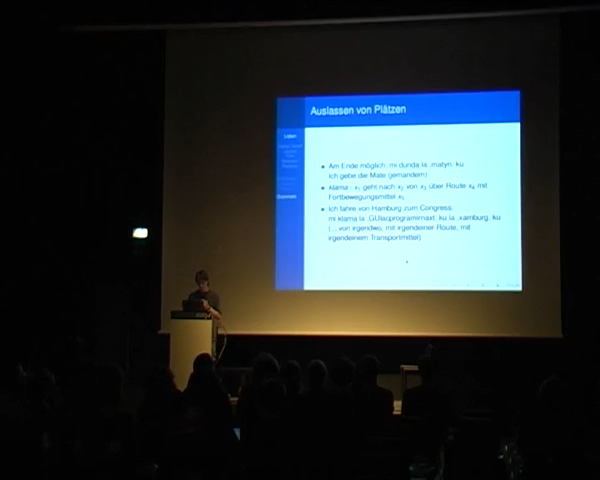 Auslassen von Plätzen
Lojban
Am Ende möglich: mi dunda la .matyn. ku
Ich gebe die Mate (jemandem)
klama - x1 geht nach x2 von x3 über Route x4 mit
Fortbewegungsmittel x5
Ich fahre von Hamburg zum Congress:
mi klama la
ku la .xamburg. ku
(... von irgendwo, mit irgendeiner Route, mit
irgendeinem Transportmittel)